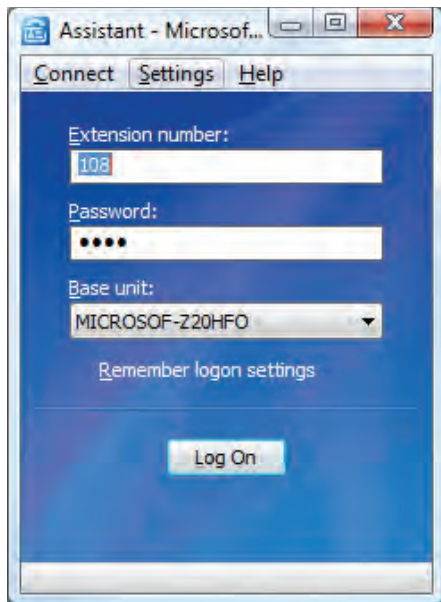 Assistant - Microsof...
Connect Settings Help
Extension number:
108
Password:
••••
Base unit:
MICROSOF-Z20HFO
Remember logon settings
Log On